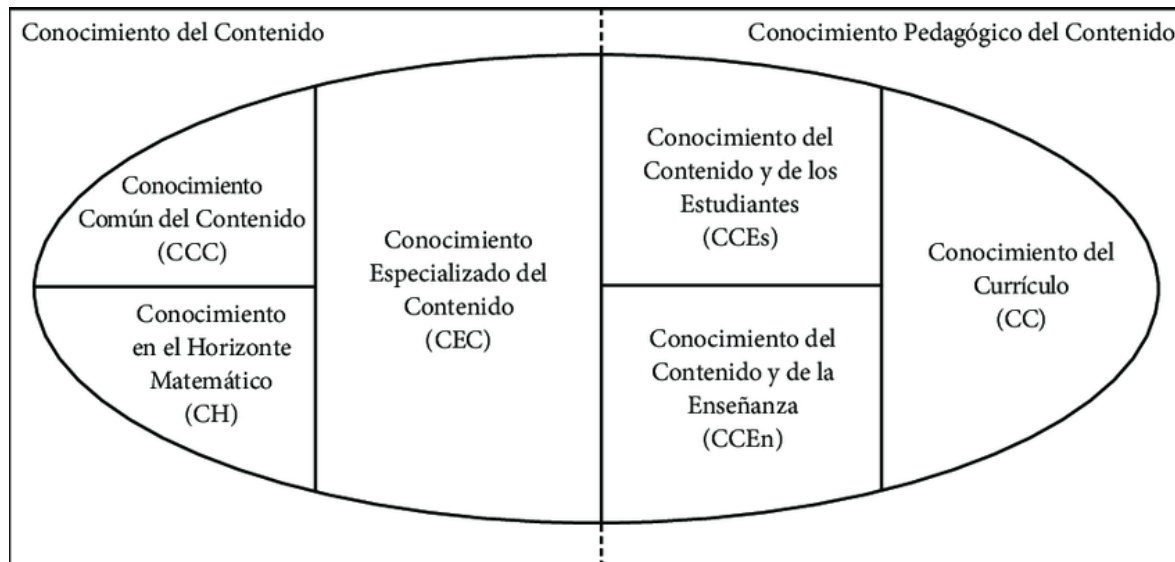 Conocimiento del Contenido
Conocimiento Pedagógico del Contenido
Conocimiento
Común del Contenido
(CCC)
Conocimiento
en el Horizonte
Matemático
(CH)
Conocimiento
Especializado del
Contenido
(CEC)
Conocimiento del
Contenido y de los
Estudiantes
(CCEs)
Conocimiento del
Contenido y de la
Enseñanza
(CCEn)
Conocimiento del
Currículo
(CC)